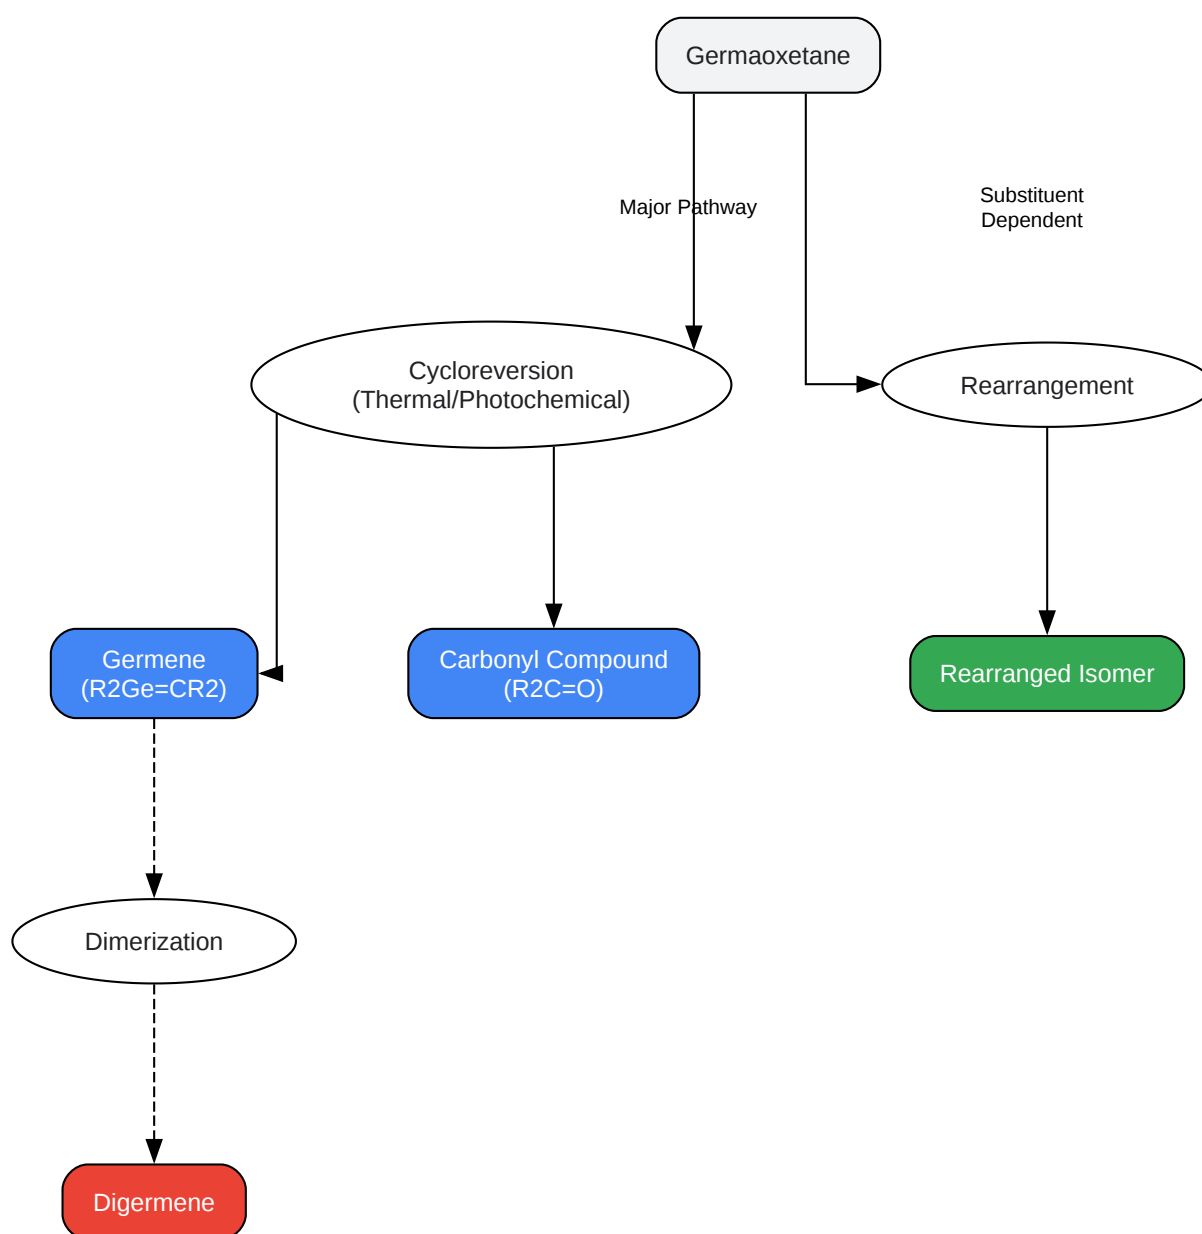 Germaoxetane
Major Pathway
Substituent
Dependent
Cycloreversion
(Thermal/Photochemical)
Rearrangement
Germene
(R2Ge=CR2)
Carbonyl Compound
(R2C=O)
Rearranged Isomer
Dimerization
Digermene